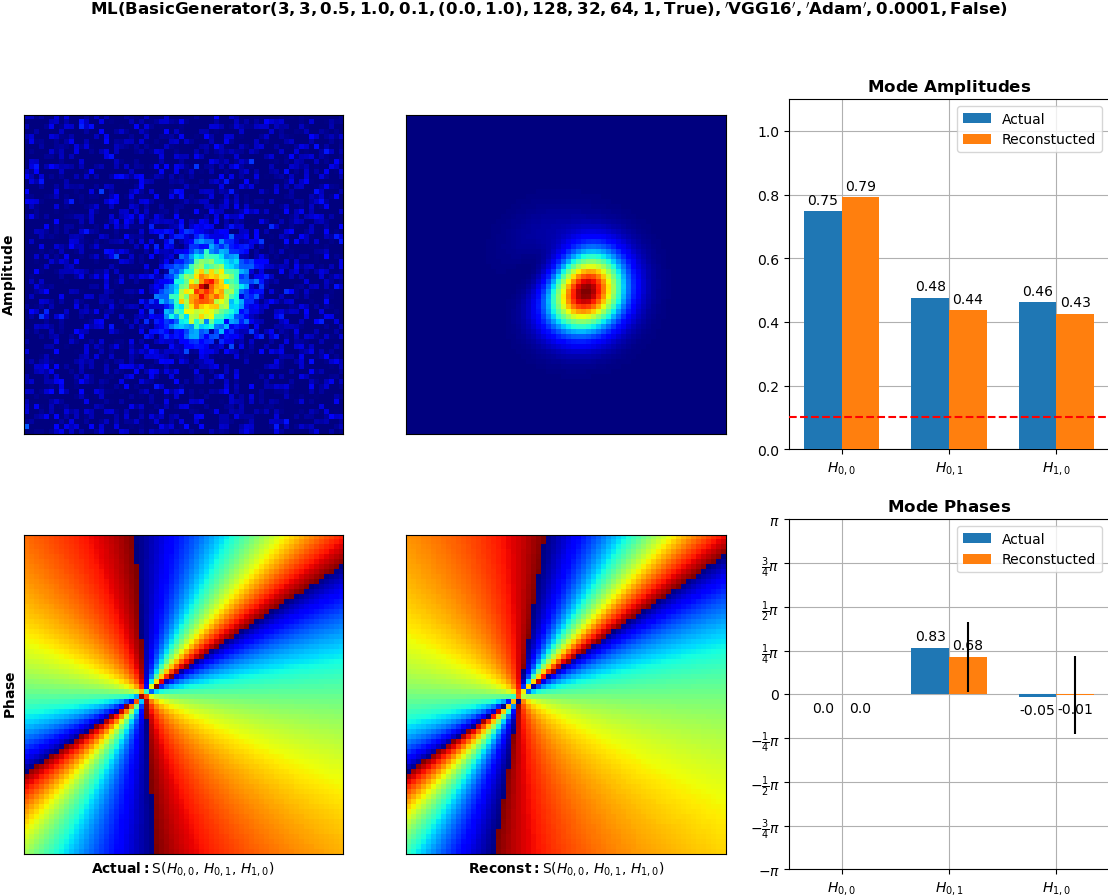 ML(BasicGenerator(3, 3, 0.5, 1.0, 0.1, (0.0, 1.0), 128, 32, 64, 1, True), ′VGG16′, ′Adam′, 0.0001, False)
Amplitude
Mode Amplitudes
Actual
Reconstucted
1.0
0.8
0.6
0.4
0.2
0.0
0.75
0.79
0.48
0.44
0.46
0.43
H0,0
H0,1
H1,0
Phase
Actual: S(H0,0, H0,1, H1,0)
Reconst: S(H0,0, H0,1, H1,0)
Mode Phases
Actual
Reconstucted
π
3/4π
1/2π
1/4π
0
−1/4π
−1/2π
−3/4π
−π
0.0
0.0
0.83
0.68
-0.05
-0.01
H0,0
H0,1
H1,0